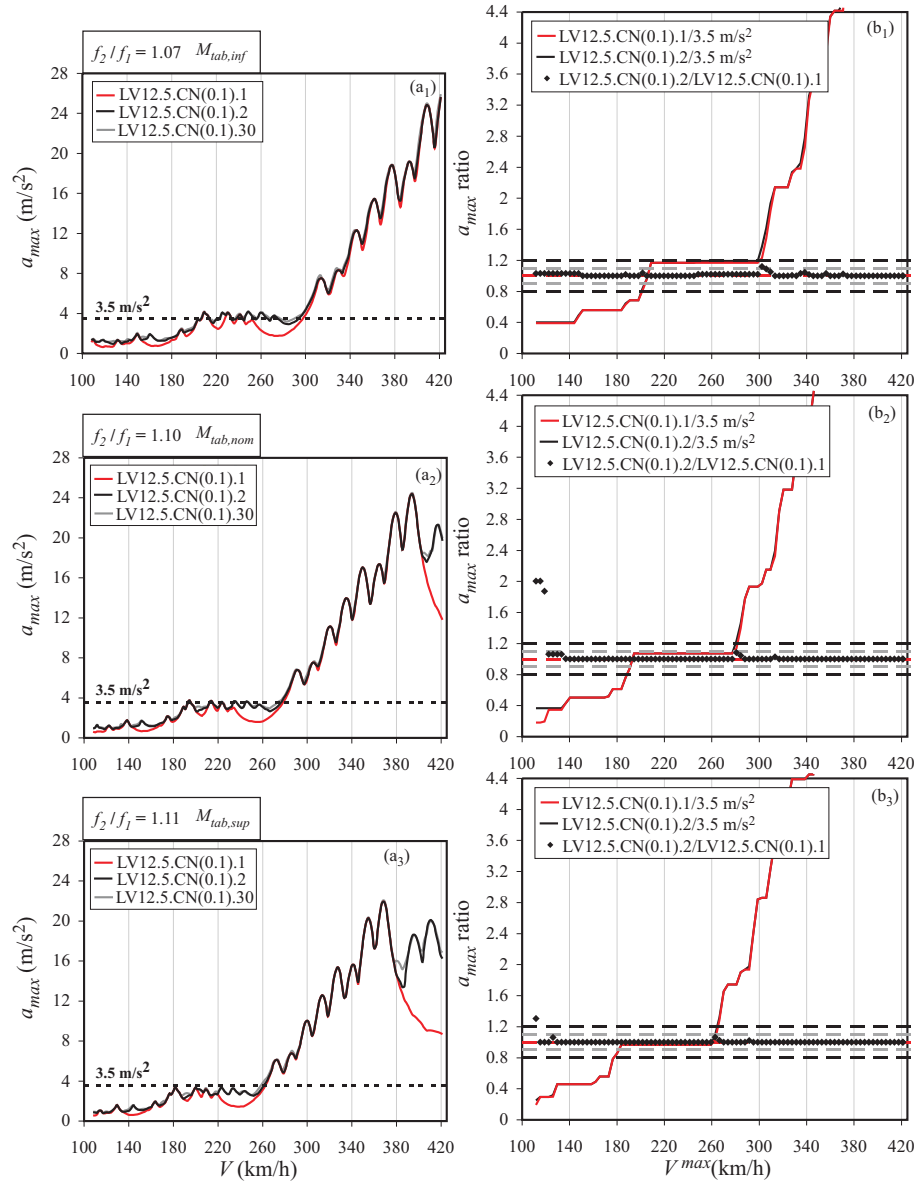 f2 / f1 = 1.07 Mtab,inf
28
24
20
16
12
8
4
0
amax (m/s²)
LV12.5.CN(0.1).1
LV12.5.CN(0.1).2
LV12.5.CN(0.1).30
(a1)
3.5 m/s²
100 140 180 220 260 300 340 380 420
4.4
4
3.6
3.2
2.8
2.4
2
1.6
1.2
0.8
0.4
0
amax ratio
LV12.5.CN(0.1).1/3.5 m/s²
LV12.5.CN(0.1).2/3.5 m/s²
LV12.5.CN(0.1).2/LV12.5.CN(0.1).1
(b1)
100 140 180 220 260 300 340 380 420
f2 / f1 = 1.10 Mtab,nom
28
24
20
16
12
8
4
0
amax (m/s²)
LV12.5.CN(0.1).1
LV12.5.CN(0.1).2
LV12.5.CN(0.1).30
(a2)
3.5 m/s²
100 140 180 220 260 300 340 380 420
4.4
4
3.6
3.2
2.8
2.4
2
1.6
1.2
0.8
0.4
0
amax ratio
LV12.5.CN(0.1).1/3.5 m/s²
LV12.5.CN(0.1).2/3.5 m/s²
LV12.5.CN(0.1).2/LV12.5.CN(0.1).1
(b2)
100 140 180 220 260 300 340 380 420
f2 / f1 = 1.11 Mtab,sup
28
24
20
16
12
8
4
0
amax (m/s²)
LV12.5.CN(0.1).1
LV12.5.CN(0.1).2
LV12.5.CN(0.1).30
(a3)
3.5 m/s²
100 140 180 220 260 300 340 380 420
V (km/h)
4.4
4
3.6
3.2
2.8
2.4
2
1.6
1.2
0.8
0.4
0
amax ratio
LV12.5.CN(0.1).1/3.5 m/s²
LV12.5.CN(0.1).2/3.5 m/s²
LV12.5.CN(0.1).2/LV12.5.CN(0.1).1
(b3)
100 140 180 220 260 300 340 380 420
V max (km/h)